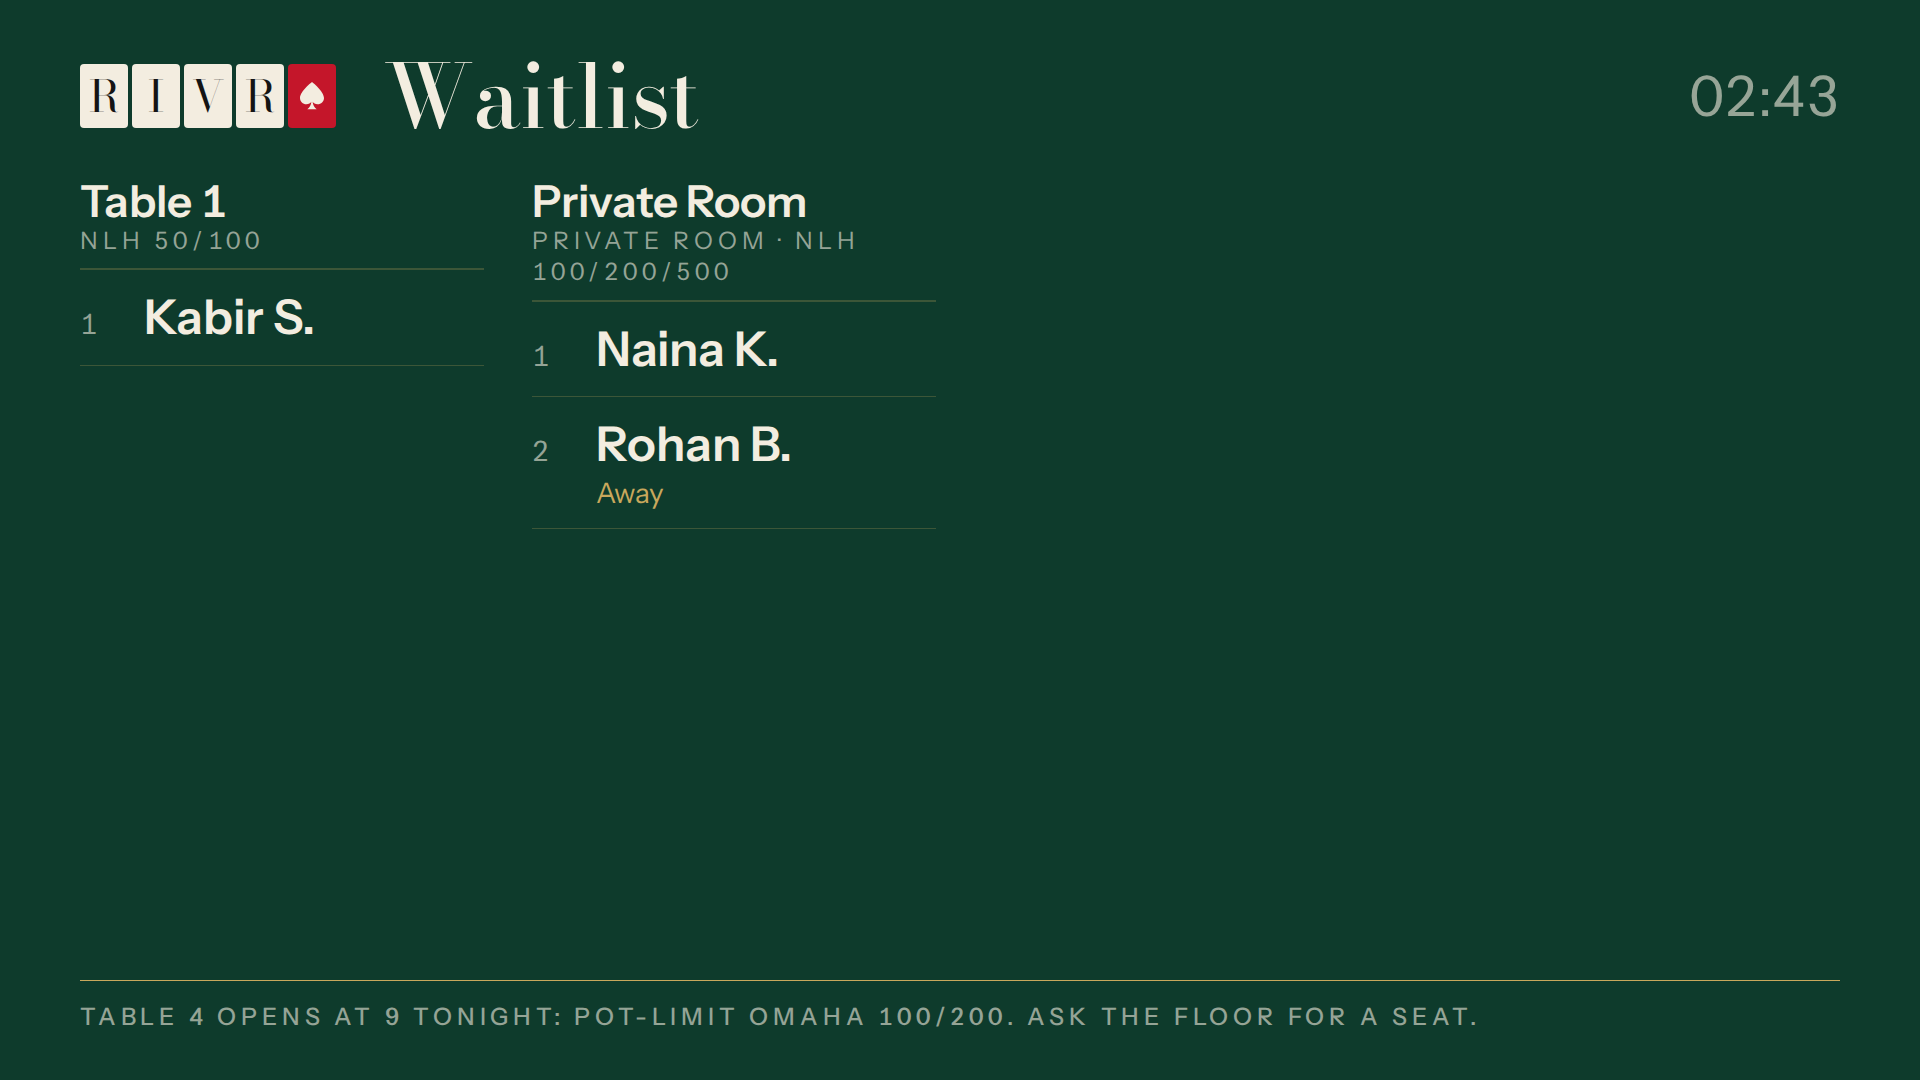 RIVR♠ Waitlist
02:43
Table 1
NLH 50/100
1 Kabir S.
Private Room
PRIVATE ROOM · NLH
100/200/500
1 Naina K.
2 Rohan B.
Away
TABLE 4 OPENS AT 9 TONIGHT: POT-LIMIT OMAHA 100/200. ASK THE FLOOR FOR A SEAT.